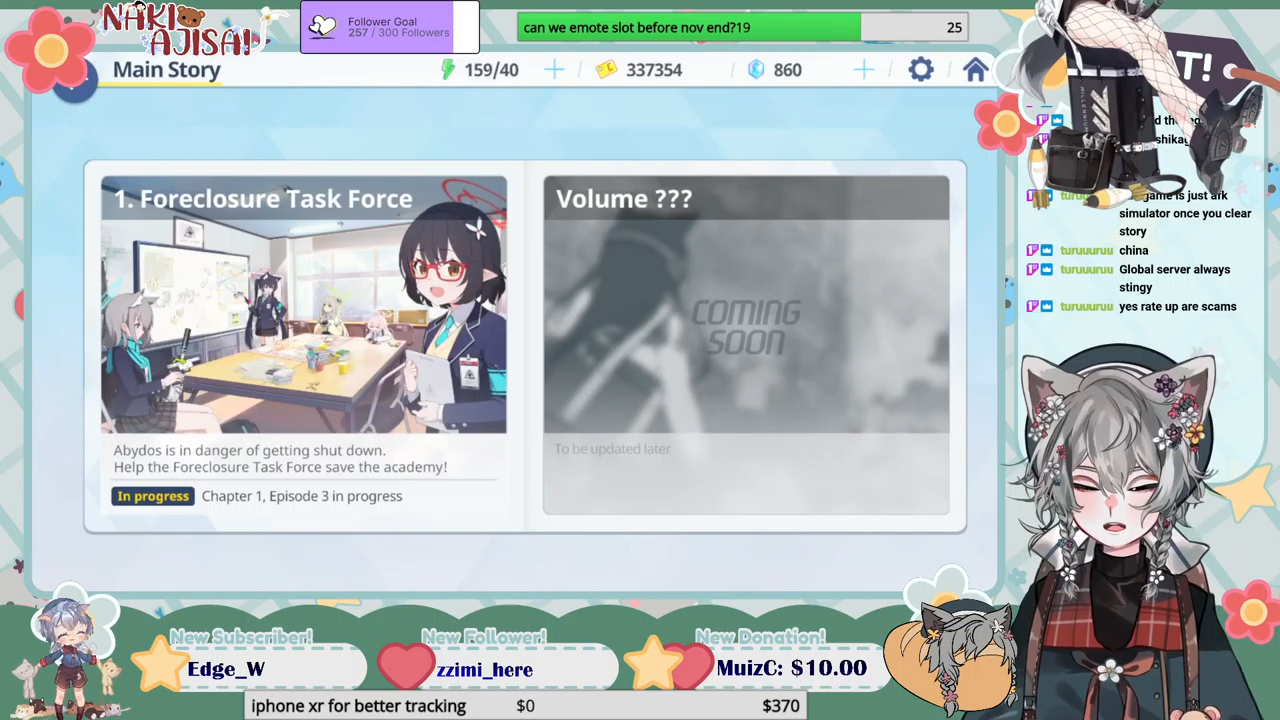 NAKI
AJISAI
Follower Goal
257 / 300 Followers
can we emote slot before nov end?19
25
Main Story
159/40
337354
860
T!
1. Foreclosure Task Force
Abydos is in danger of getting shut down.
Help the Foreclosure Task Force save the academy!
In progress
Chapter 1, Episode 3 in progress
Volume ???
COMING
SOON
To be updated later
game is just ark
simulator once you clear
story
turuuruuu china
turuuruuu Global server always
stingy
turuuruuu yes rate up are scams
MILLENNIUM
New Subscriber!
Edge_W
New Follower!
zzimi_here
New Donation!
MuizC: $10.00
iphone xr for better tracking
$0
$370